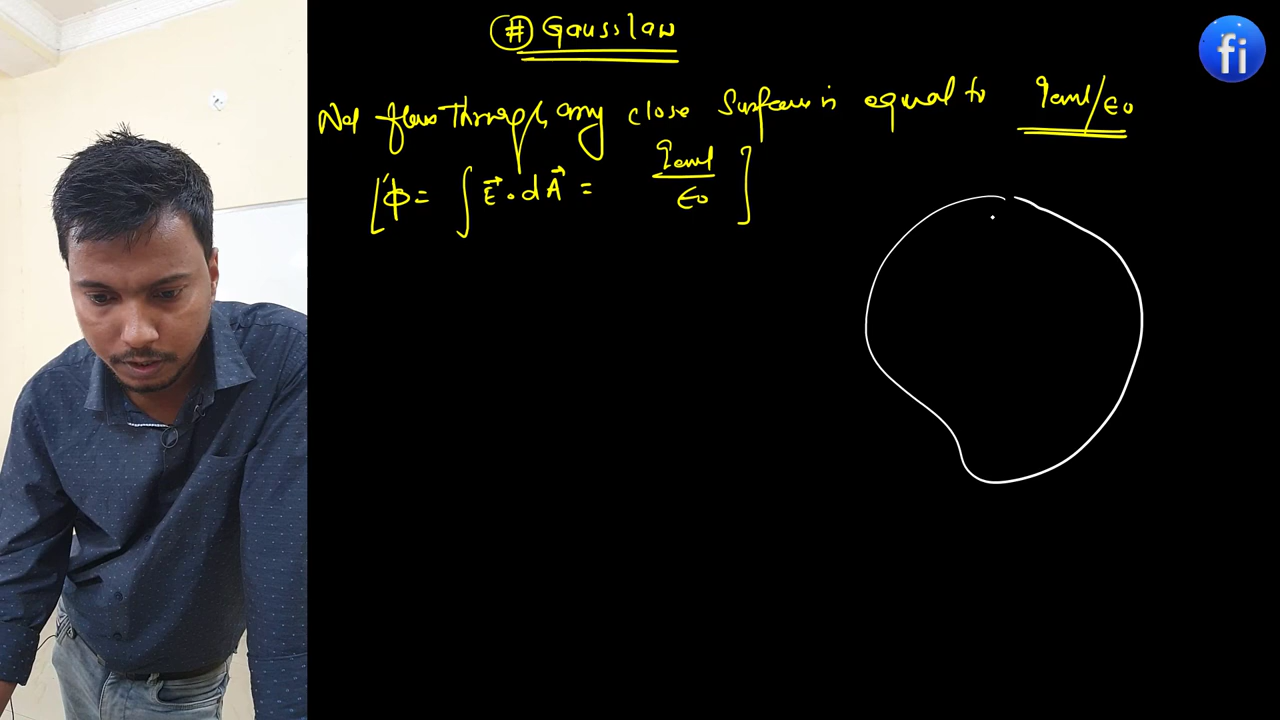 # Gauss law
fi
Net flux through any close Surface is equal to qencl/ϵ0
[ϕ = ∫ E⃗ . dA⃗ = qencl/ϵ0 ]